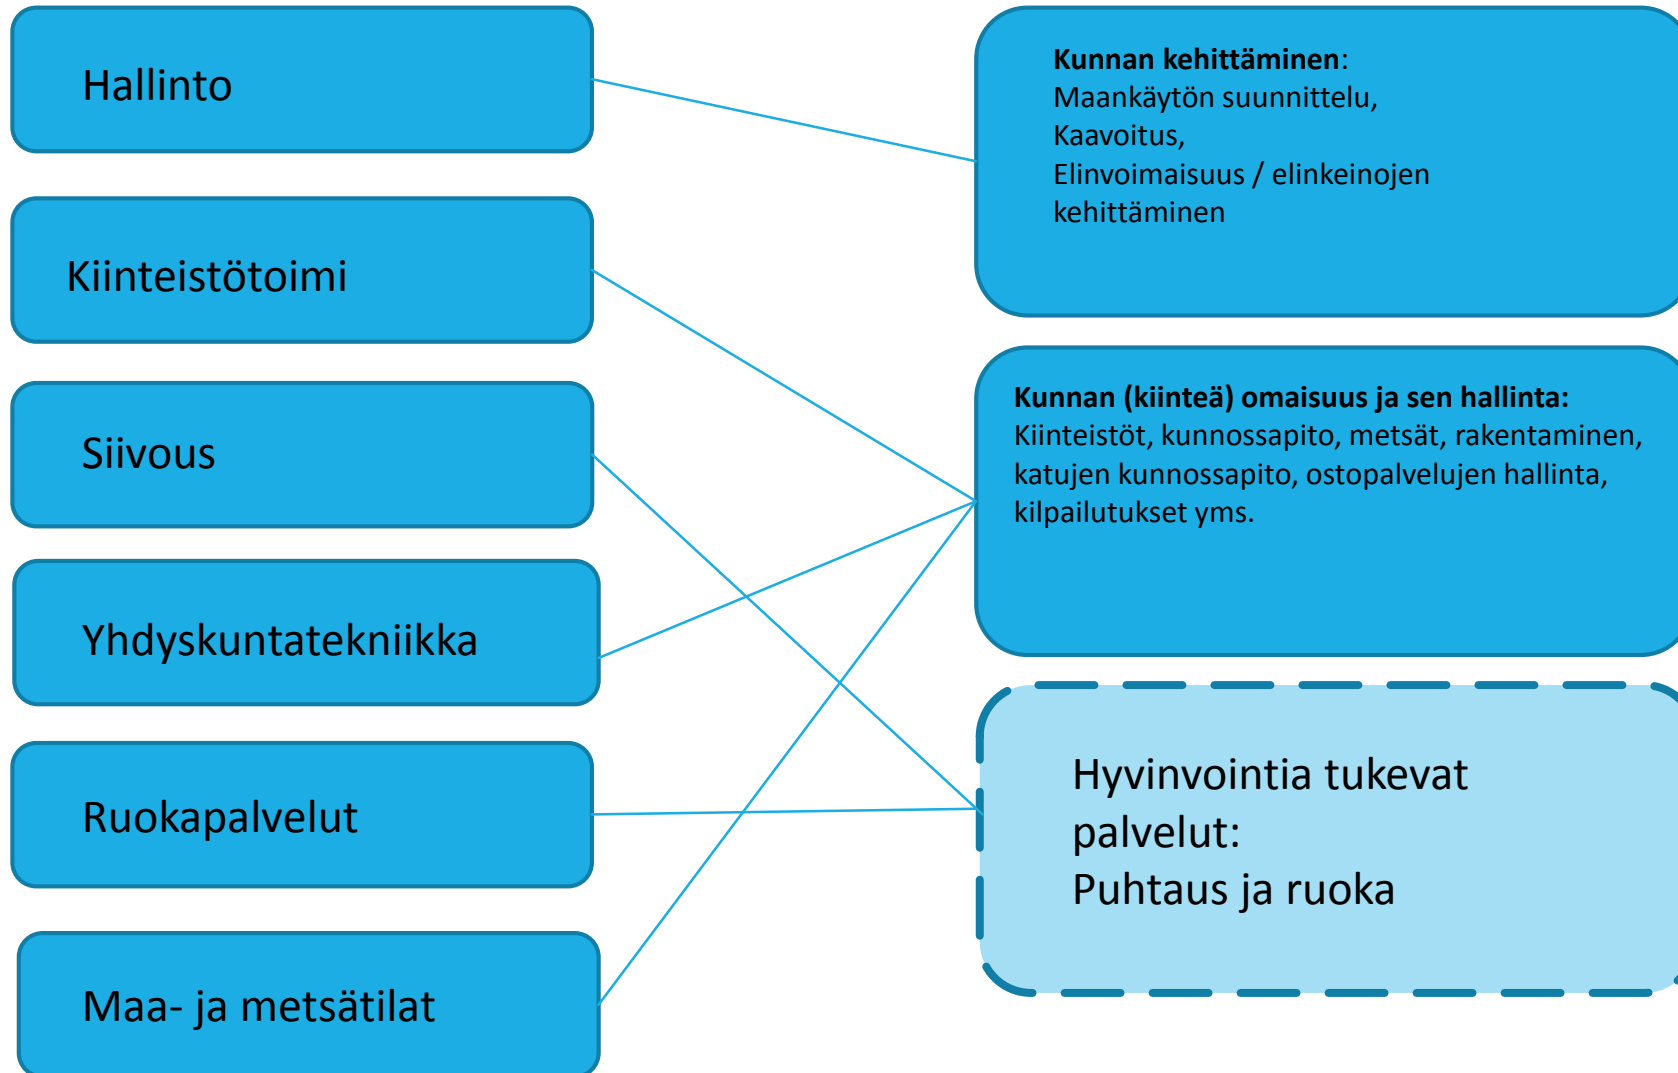 Hallinto
Kiinteistötoimi
Siivous
Yhdyskuntatekniikka
Ruokapalvelut
Maa- ja metsätilat
Kunnan kehittäminen:
Maankäytön suunnittelu,
Kaavoitus,
Elinvoimaisuus / elinkeinojen
kehittäminen
Kunnan (kiinteä) omaisuus ja sen hallinta:
Kiinteistöt, kunnossapito, metsät, rakentaminen,
katujen kunnossapito, ostopalvelujen hallinta,
kilpailutukset yms.
Hyvinvointia tukevat
palvelut:
Puhtaus ja ruoka